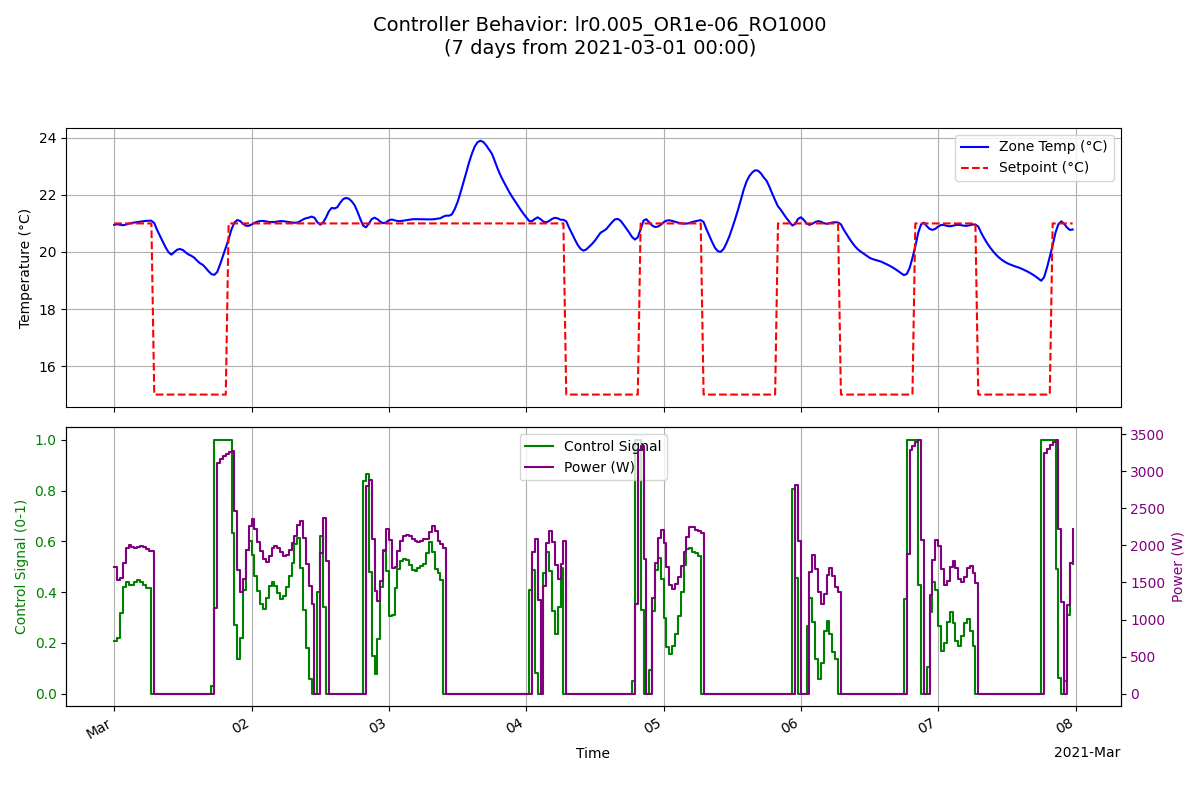 Controller Behavior: lr0.005_OR1e-06_RO1000
(7 days from 2021-03-01 00:00)
24
22
20
18
16
Temperature (°C)
Zone Temp (°C)
Setpoint (°C)
1.0
0.8
0.6
0.4
0.2
0.0
Control Signal (0-1)
Control Signal
Power (W)
3500
3000
2500
2000
1500
1000
500
0
Power (W)
Mar
02
03
04
05
06
07
08
Time
2021-Mar